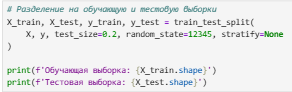 # Разделение на обучающую и тестовую выборки
X_train, X_test, y_train, y_test = train_test_split(
    X, y, test_size=0.2, random_state=12345, stratify=None
)
print(f'Обучающая выборка: {X_train.shape}')
print(f'Тестовая выборка: {X_test.shape}')